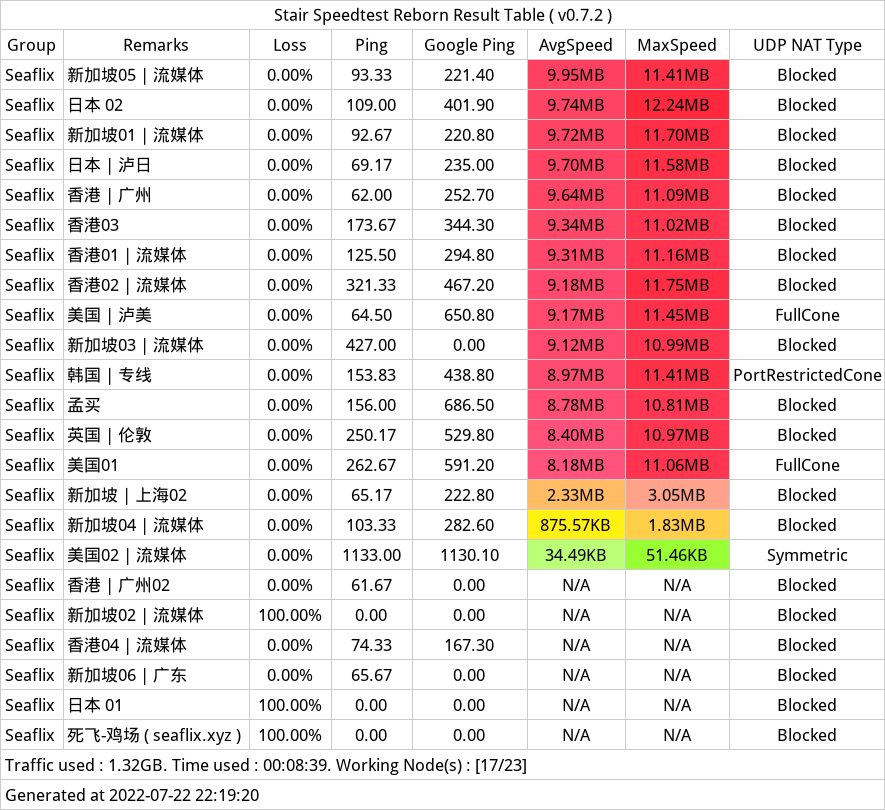 Stair Speedtest Reborn Result Table ( v0.7.2 )
Group Remarks Loss Ping Google Ping AvgSpeed MaxSpeed UDP NAT Type
Seaflix 新加坡05 | 流媒体 0.00% 93.33 221.40 9.95MB 11.41MB Blocked
Seaflix 日本 02 0.00% 109.00 401.90 9.74MB 12.24MB Blocked
Seaflix 新加坡01 | 流媒体 0.00% 92.67 220.80 9.72MB 11.70MB Blocked
Seaflix 日本 | 泸日 0.00% 69.17 235.00 9.70MB 11.58MB Blocked
Seaflix 香港 | 广州 0.00% 62.00 252.70 9.64MB 11.09MB Blocked
Seaflix 香港03 0.00% 173.67 344.30 9.34MB 11.02MB Blocked
Seaflix 香港01 | 流媒体 0.00% 125.50 294.80 9.31MB 11.16MB Blocked
Seaflix 香港02 | 流媒体 0.00% 321.33 467.20 9.18MB 11.75MB Blocked
Seaflix 美国 | 泸美 0.00% 64.50 650.80 9.17MB 11.45MB FullCone
Seaflix 新加坡03 | 流媒体 0.00% 427.00 0.00 9.12MB 10.99MB Blocked
Seaflix 韩国 | 专线 0.00% 153.83 438.80 8.97MB 11.41MB PortRestrictedCone
Seaflix 孟买 0.00% 156.00 686.50 8.78MB 10.81MB Blocked
Seaflix 英国 | 伦敦 0.00% 250.17 529.80 8.40MB 10.97MB Blocked
Seaflix 美国01 0.00% 262.67 591.20 8.18MB 11.06MB FullCone
Seaflix 新加坡 | 上海02 0.00% 65.17 222.80 2.33MB 3.05MB Blocked
Seaflix 新加坡04 | 流媒体 0.00% 103.33 282.60 875.57KB 1.83MB Blocked
Seaflix 美国02 | 流媒体 0.00% 1133.00 1130.10 34.49KB 51.46KB Symmetric
Seaflix 香港 | 广州02 0.00% 61.67 0.00 N/A N/A Blocked
Seaflix 新加坡02 | 流媒体 100.00% 0.00 0.00 N/A N/A Blocked
Seaflix 香港04 | 流媒体 0.00% 74.33 167.30 N/A N/A Blocked
Seaflix 新加坡06 | 广东 0.00% 65.67 0.00 N/A N/A Blocked
Seaflix 日本 01 100.00% 0.00 0.00 N/A N/A Blocked
Seaflix 死飞-鸡场 ( seaflix.xyz ) 100.00% 0.00 0.00 N/A N/A Blocked
Traffic used : 1.32GB. Time used : 00:08:39. Working Node(s) : [17/23]
Generated at 2022-07-22 22:19:20